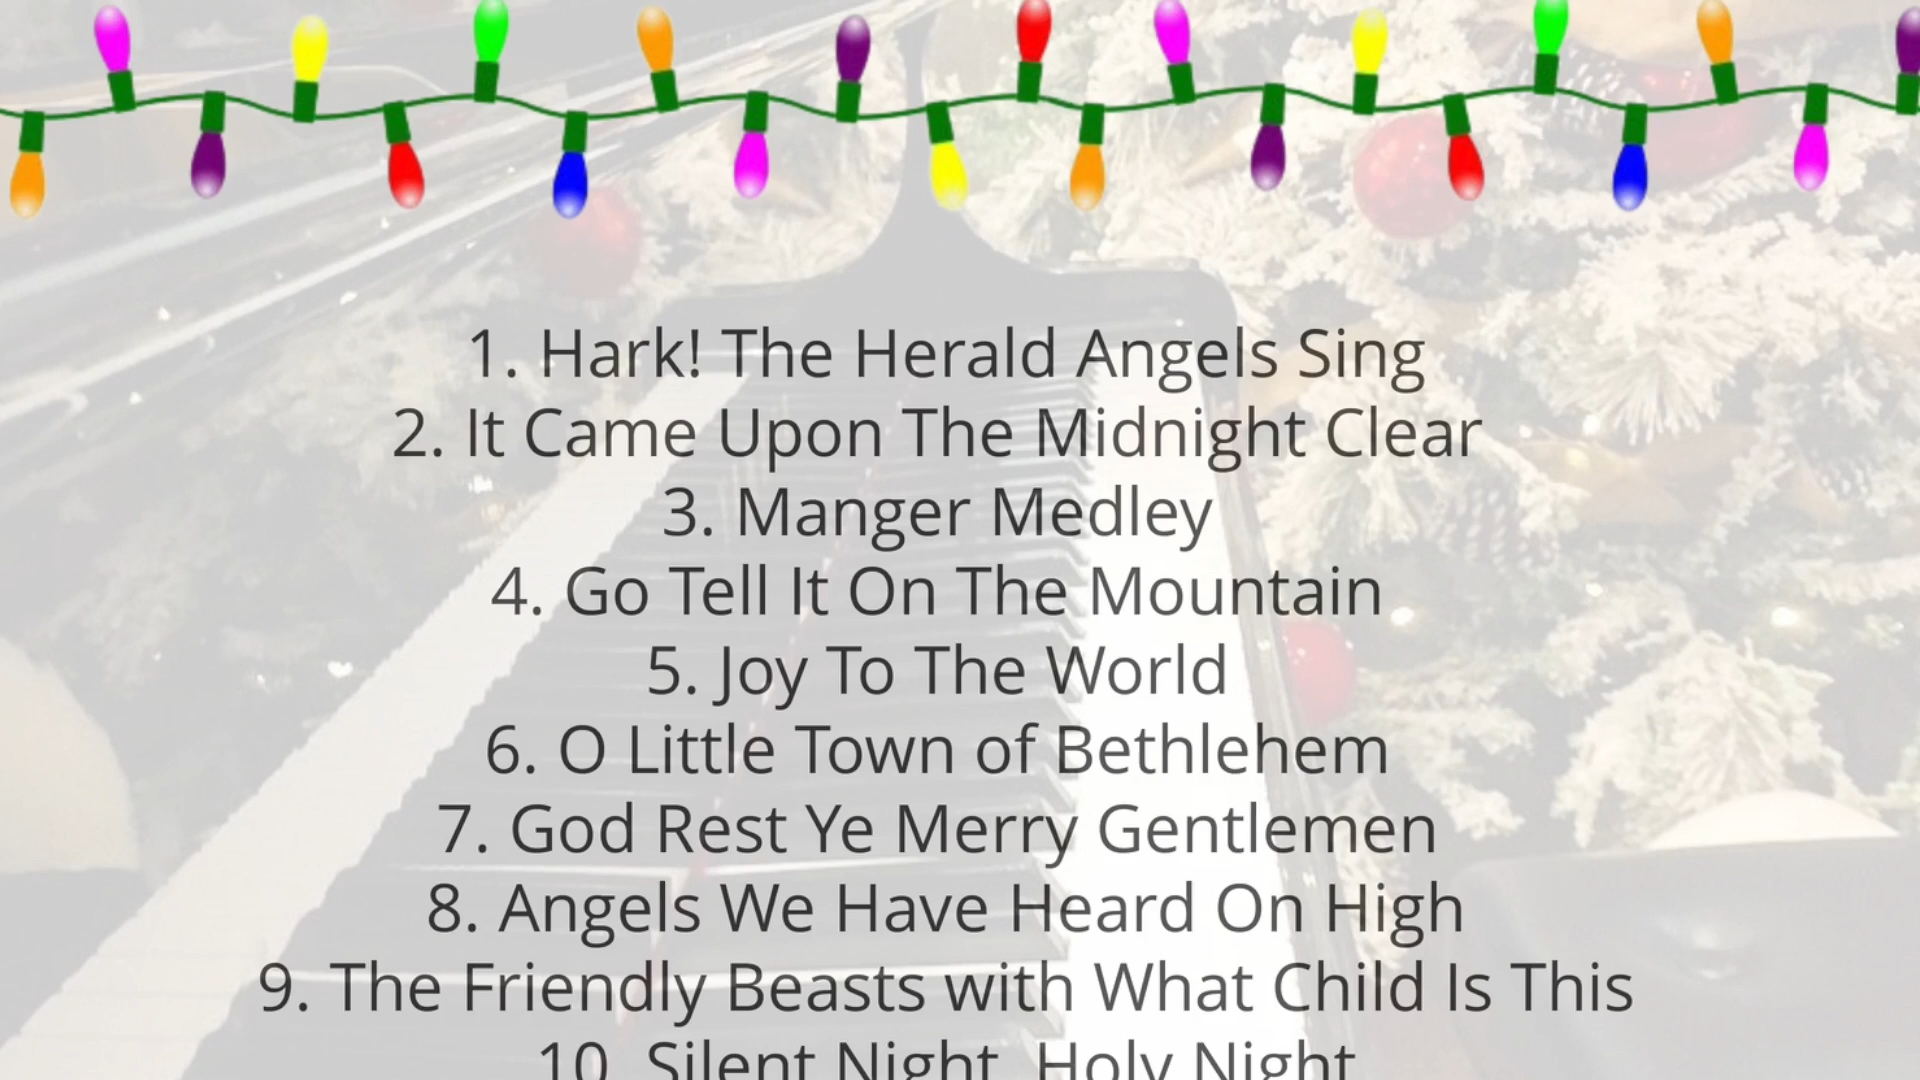 1. Hark! The Herald Angels Sing
2. It Came Upon The Midnight Clear
3. Manger Medley
4. Go Tell It On The Mountain
5. Joy To The World
6. O Little Town of Bethlehem
7. God Rest Ye Merry Gentlemen
8. Angels We Have Heard On High
9. The Friendly Beasts with What Child Is This
10. Silent Night, Holy Night